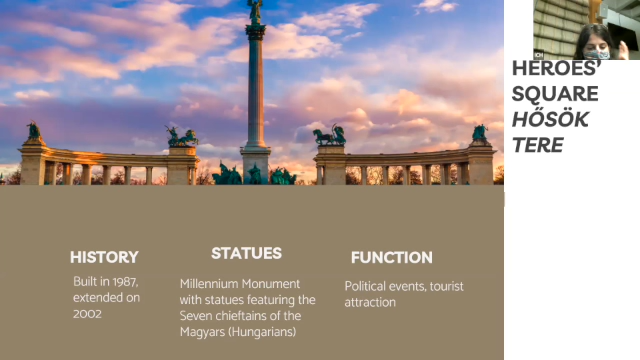 HEROES'
SQUARE
HŐSÖK
TERE
HISTORY
Built in 1987,
extended on
2002
STATUES
Millennium Monument
with statues featuring the
Seven chieftains of the
Magyars (Hungarians)
FUNCTION
Political events, tourist
attraction